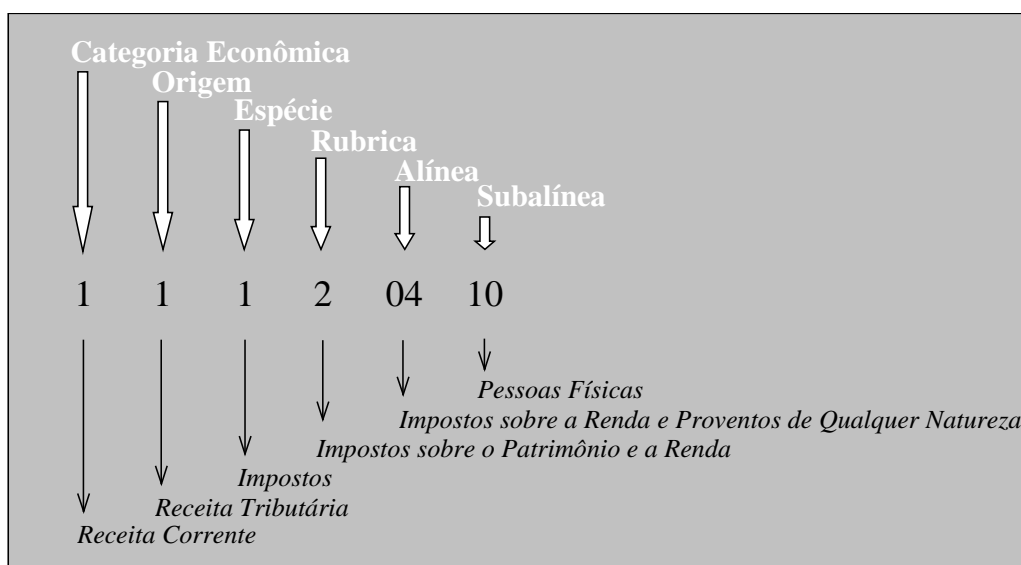 Categoria Econômica
Origem
Espécie
Rubrica
Alínea
Subalínea
1 1 1 2 04 10
Pessoas Físicas
Impostos sobre a Renda e Proventos de Qualquer Natureza
Impostos sobre o Patrimônio e a Renda
Impostos
Receita Tributária
Receita Corrente